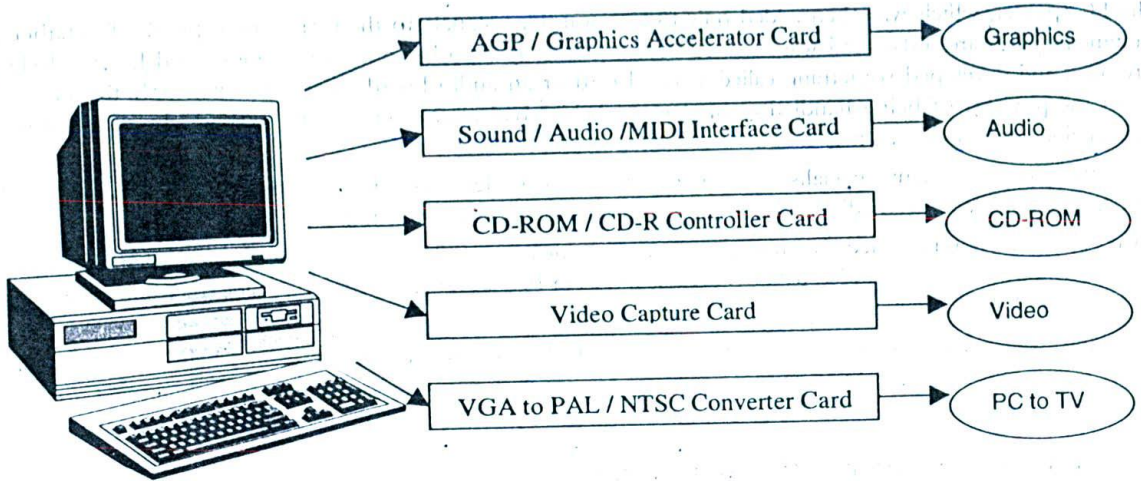 AGP / Graphics Accelerator Card
Graphics
Sound / Audio /MIDI Interface Card
Audio
CD-ROM / CD-R Controller Card
CD-ROM
Video Capture Card
Video
VGA to PAL / NTSC Converter Card
PC to TV